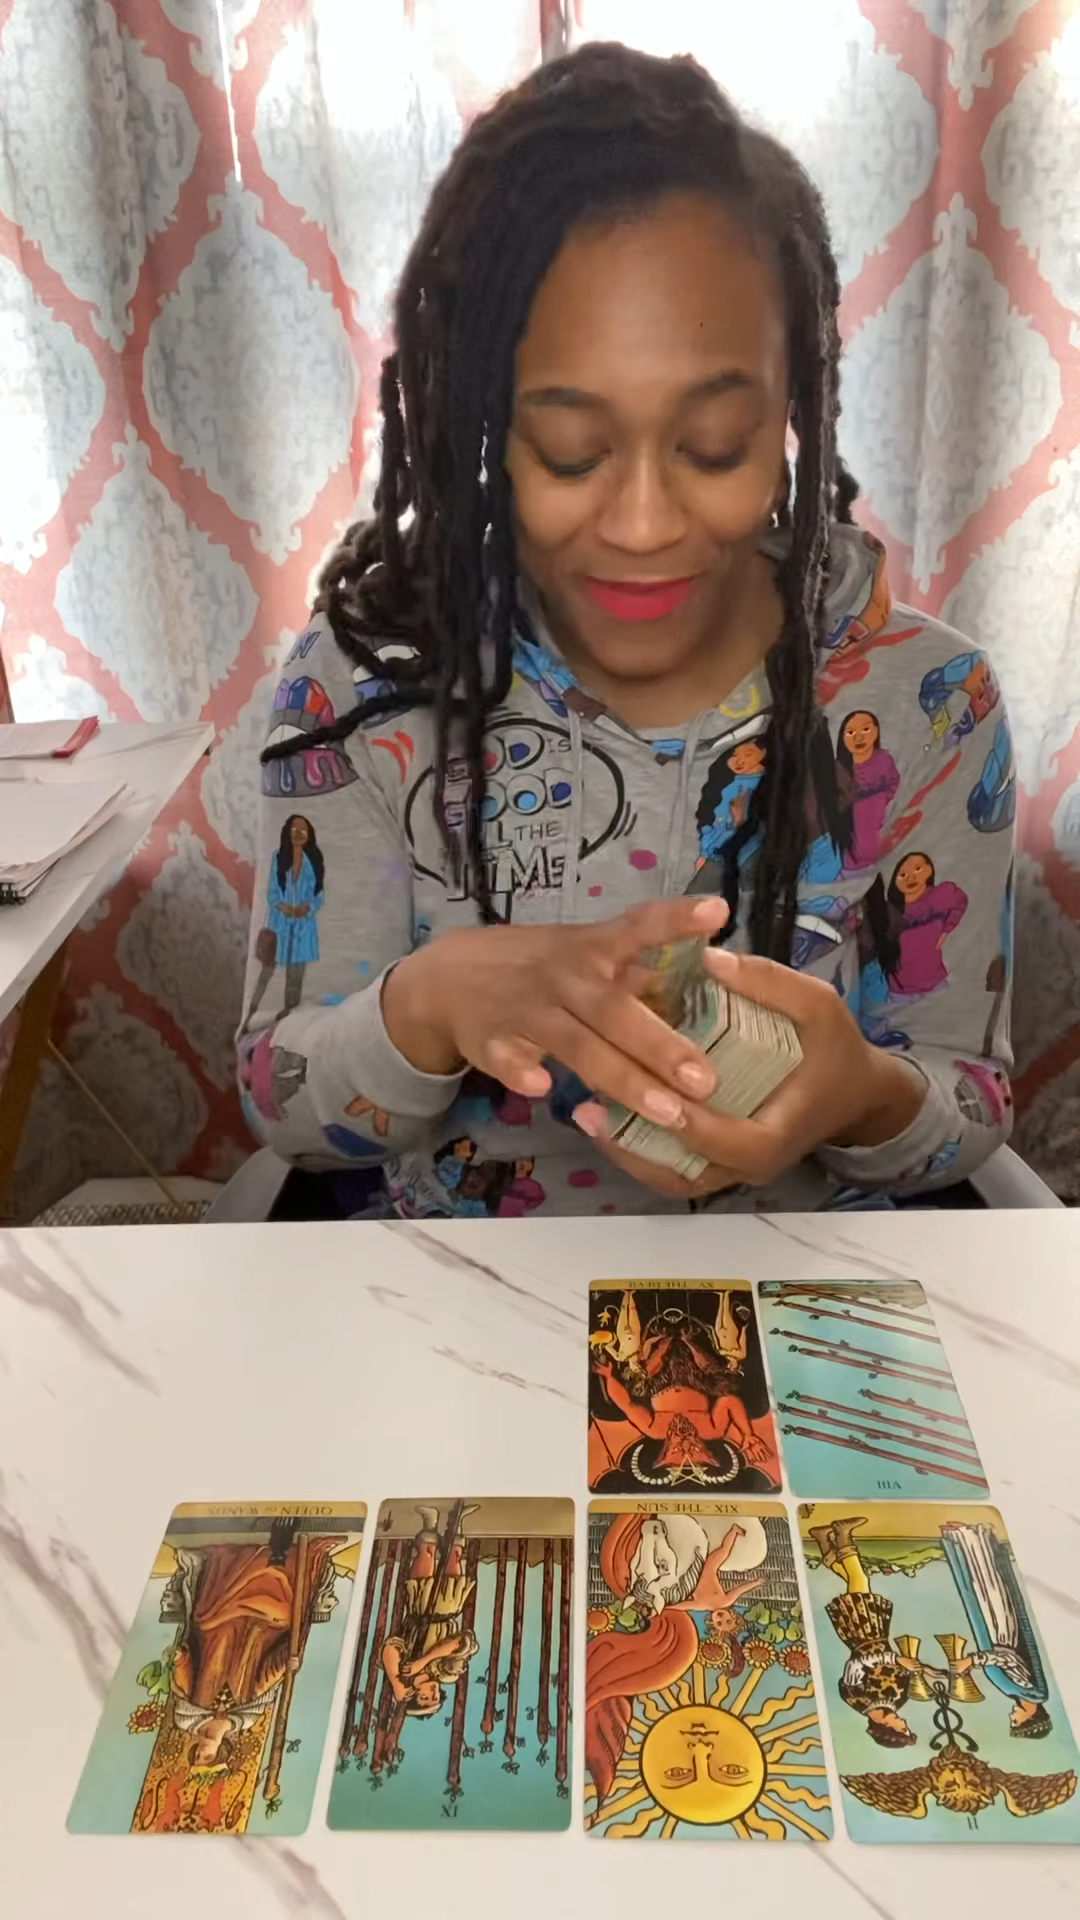 GOD IS
GOOD
ALL THE
TIME
XV · THE DEVIL
VIII
QUEEN OF WANDS
IX
XIX · THE SUN
II